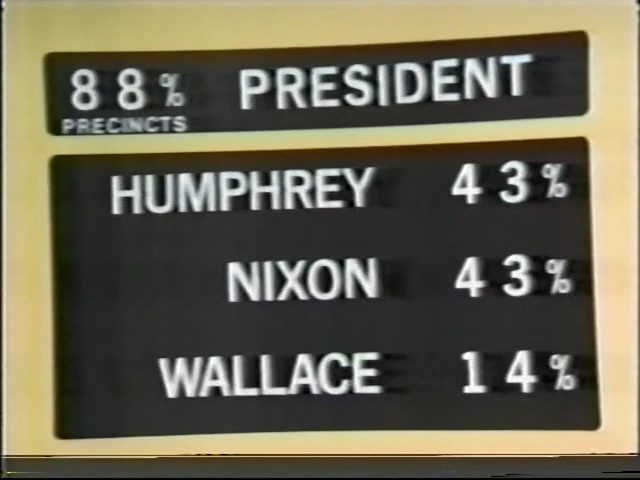 88% PRESIDENT
PRECINCTS
HUMPHREY 43%
NIXON 43%
WALLACE 14%